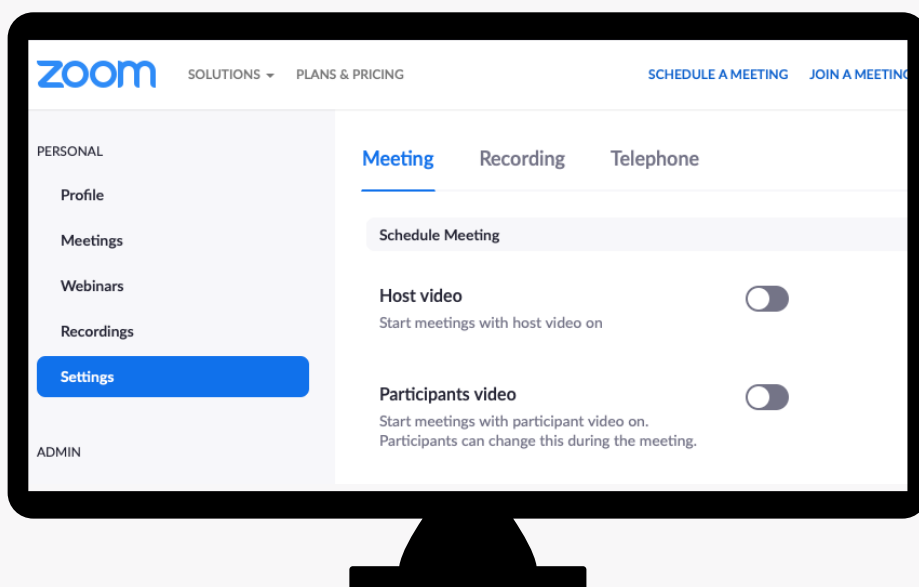 zoom SOLUTIONS PLANS & PRICING SCHEDULE A MEETING JOIN A MEETING
PERSONAL
Profile
Meetings
Webinars
Recordings
Settings
ADMIN
Meeting Recording Telephone
Schedule Meeting
Host video
Start meetings with host video on
Participants video
Start meetings with participant video on.
Participants can change this during the meeting.